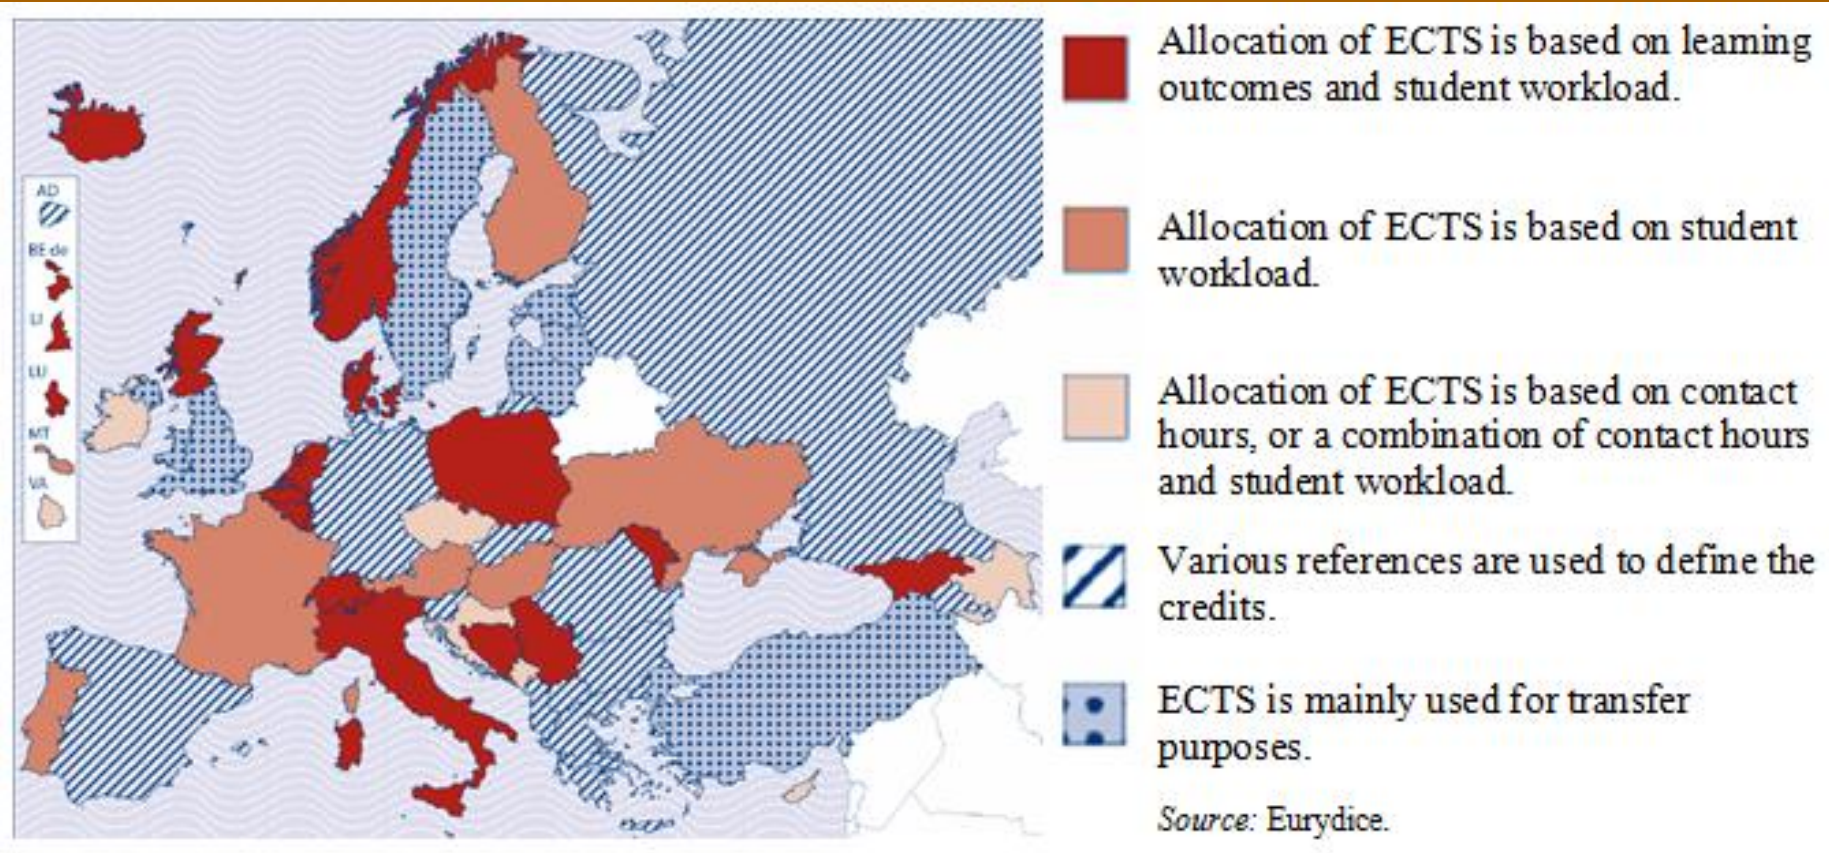 AD
BE de
LI
LU
MT
VA
Allocation of ECTS is based on learning
outcomes and student workload.
Allocation of ECTS is based on student
workload.
Allocation of ECTS is based on contact
hours, or a combination of contact hours
and student workload.
Various references are used to define the
credits.
ECTS is mainly used for transfer
purposes.
Source: Eurydice.